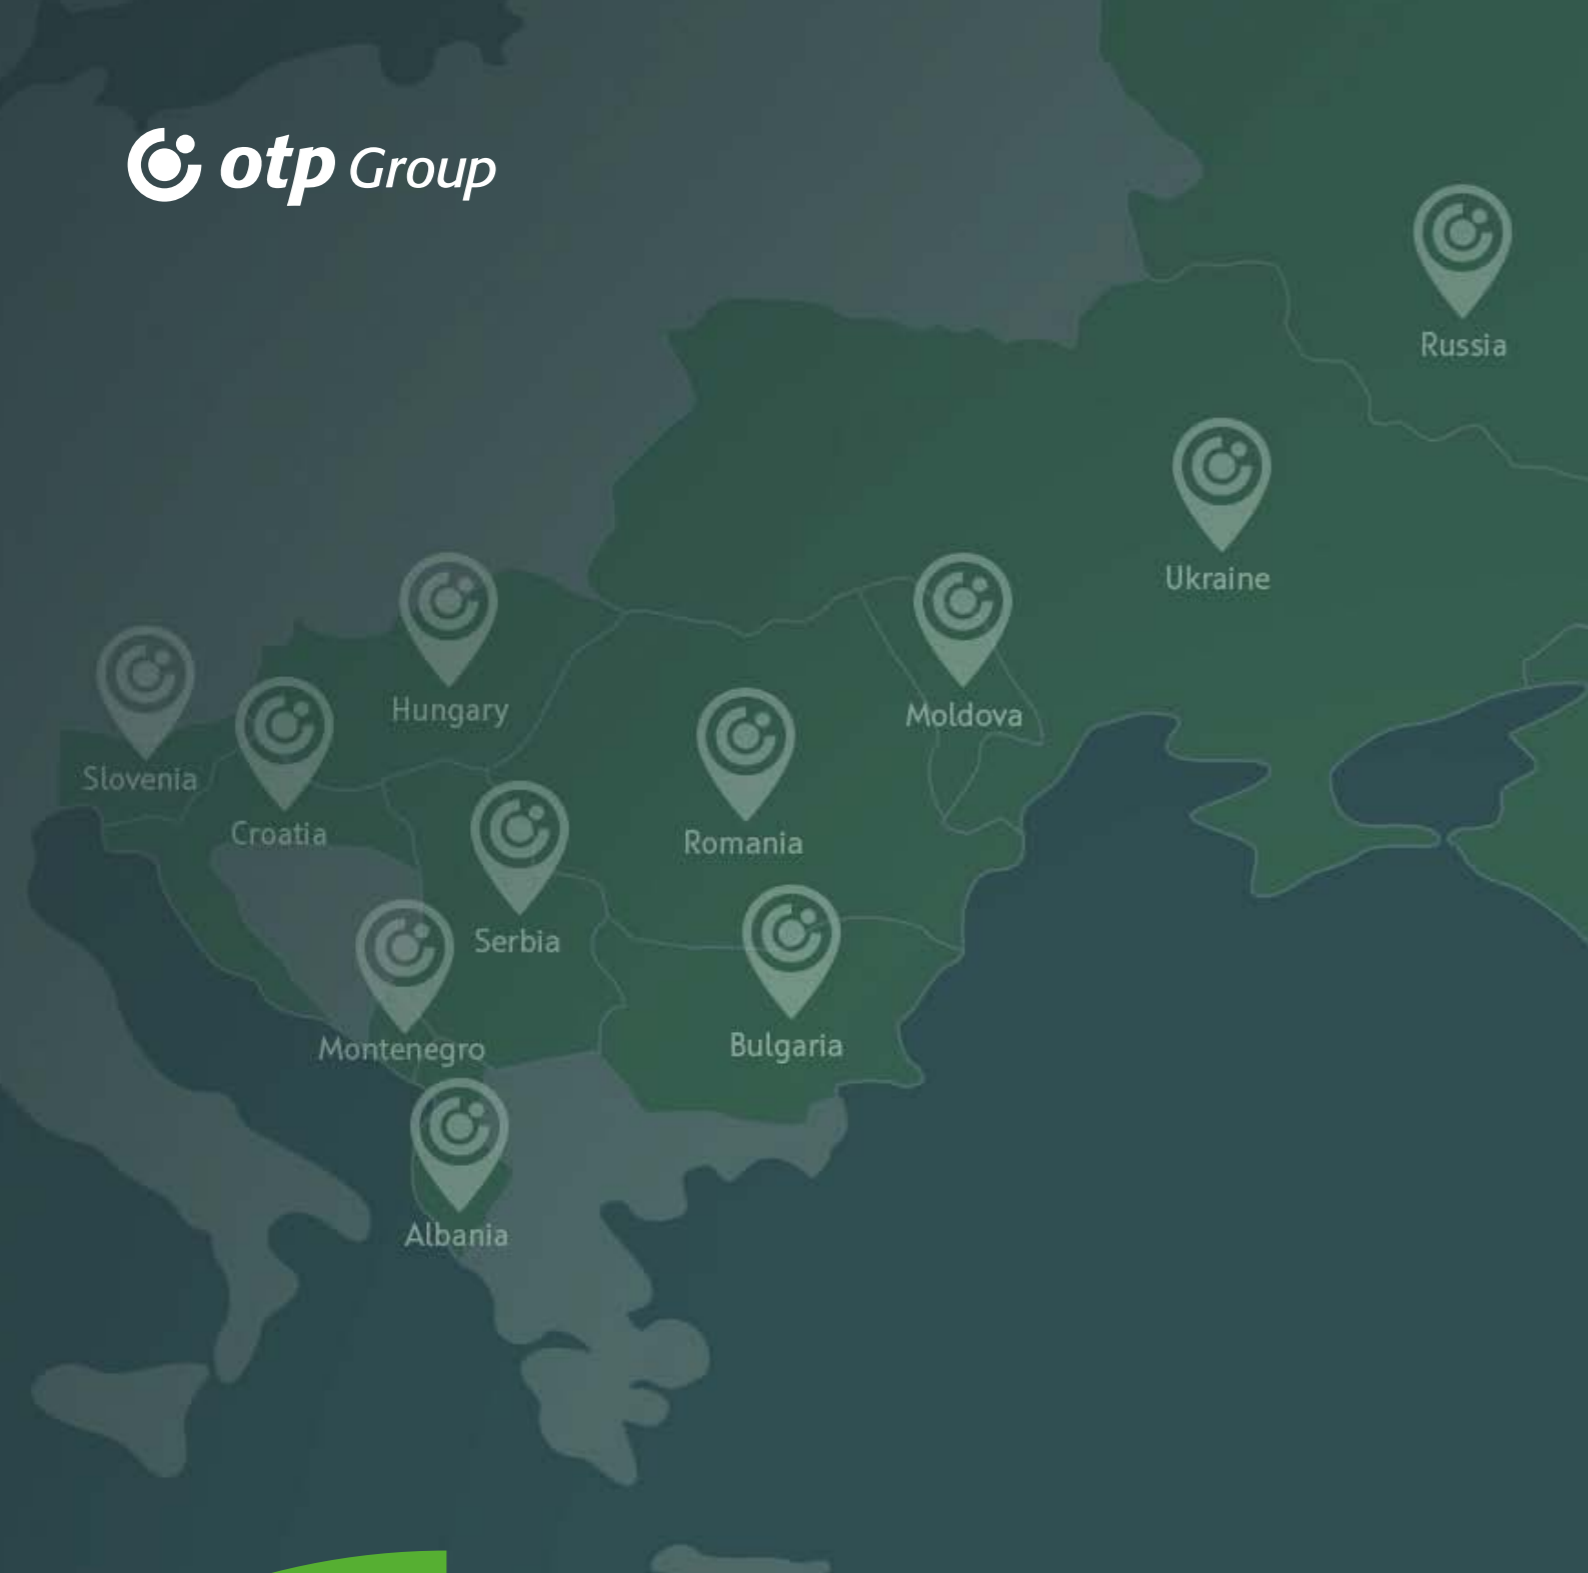 otp Group
Russia
Ukraine
Hungary
Moldova
Slovenia
Croatia
Romania
Serbia
Montenegro
Bulgaria
Albania